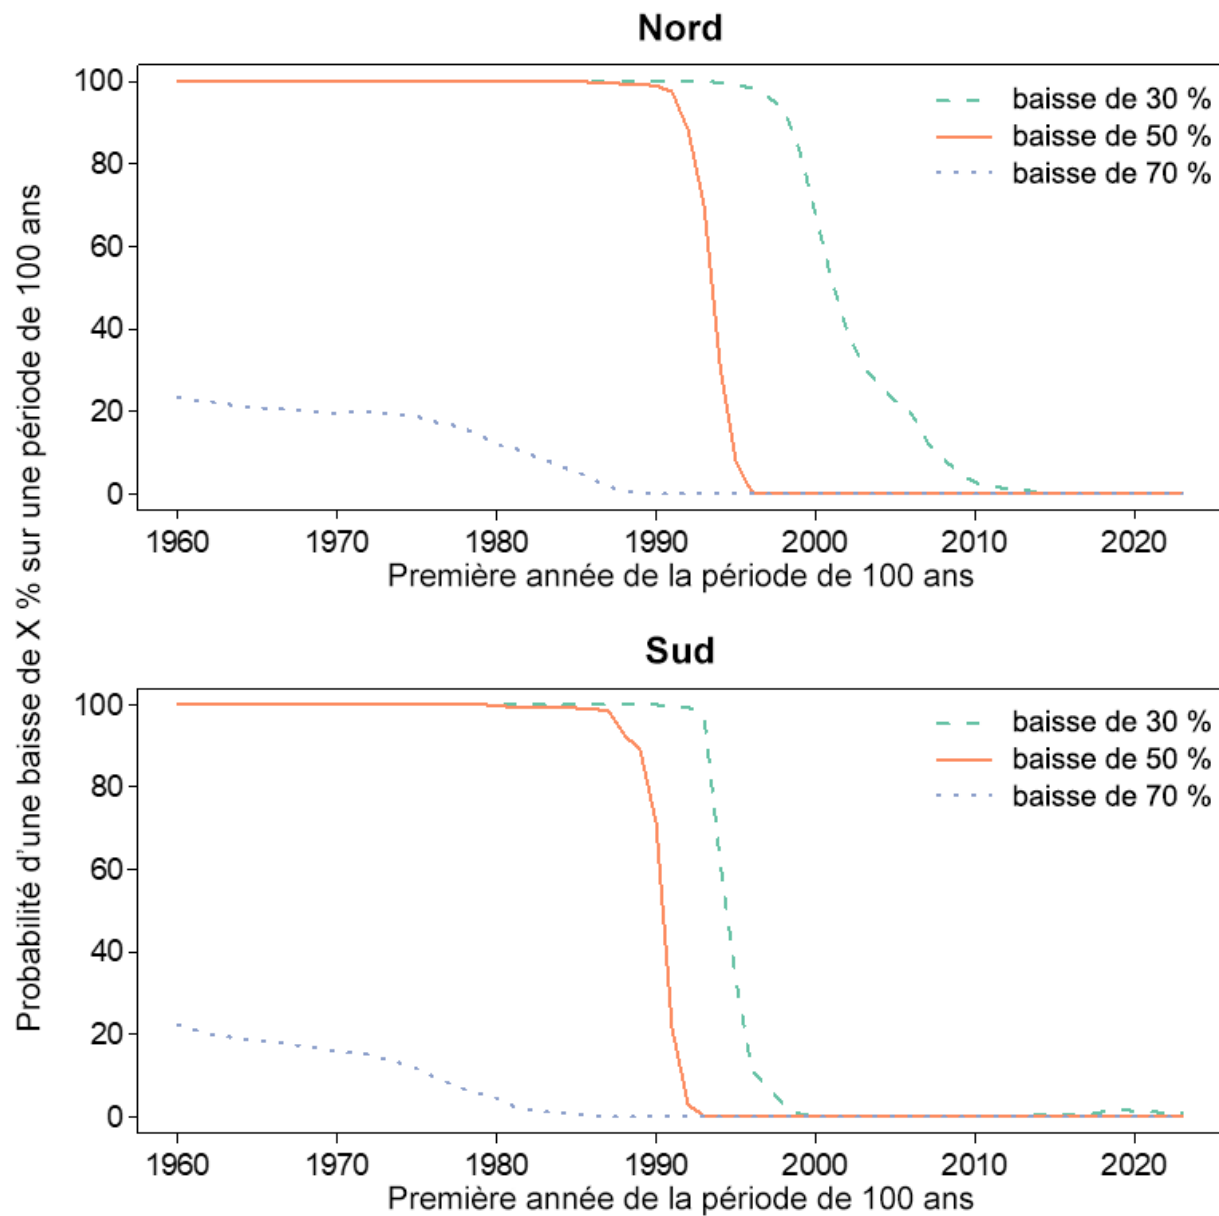 Nord
Probabilité d'une baisse de X % sur une période de 100 ans
100
80
60
40
20
0
baisse de 30 %
baisse de 50 %
baisse de 70 %
1960 1970 1980 1990 2000 2010 2020
Première année de la période de 100 ans
Sud
100
80
60
40
20
0
baisse de 30 %
baisse de 50 %
baisse de 70 %
1960 1970 1980 1990 2000 2010 2020
Première année de la période de 100 ans